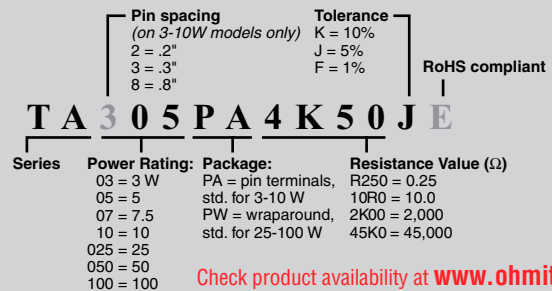 Pin spacing
(on 3-10W models only)
2 = .2"
3 = .3"
8 = .8"
Tolerance
K = 10%
J = 5%
F = 1%
RoHS compliant
T A 3 0 5 P A 4 K 5 0 J E
Series
Power Rating:
03 = 3 W
05 = 5
07 = 7.5
10 = 10
025 = 25
050 = 50
100 = 100
Package:
PA = pin terminals,
std. for 3-10 W
PW = wraparound,
std. for 25-100 W
Resistance Value (Ω)
R250 = 0.25
10R0 = 10.0
2K00 = 2,000
45K0 = 45,000
Check product availability at www.ohmit